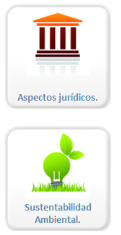 Aspectos jurídicos.
Sustentabilidad
Ambiental.